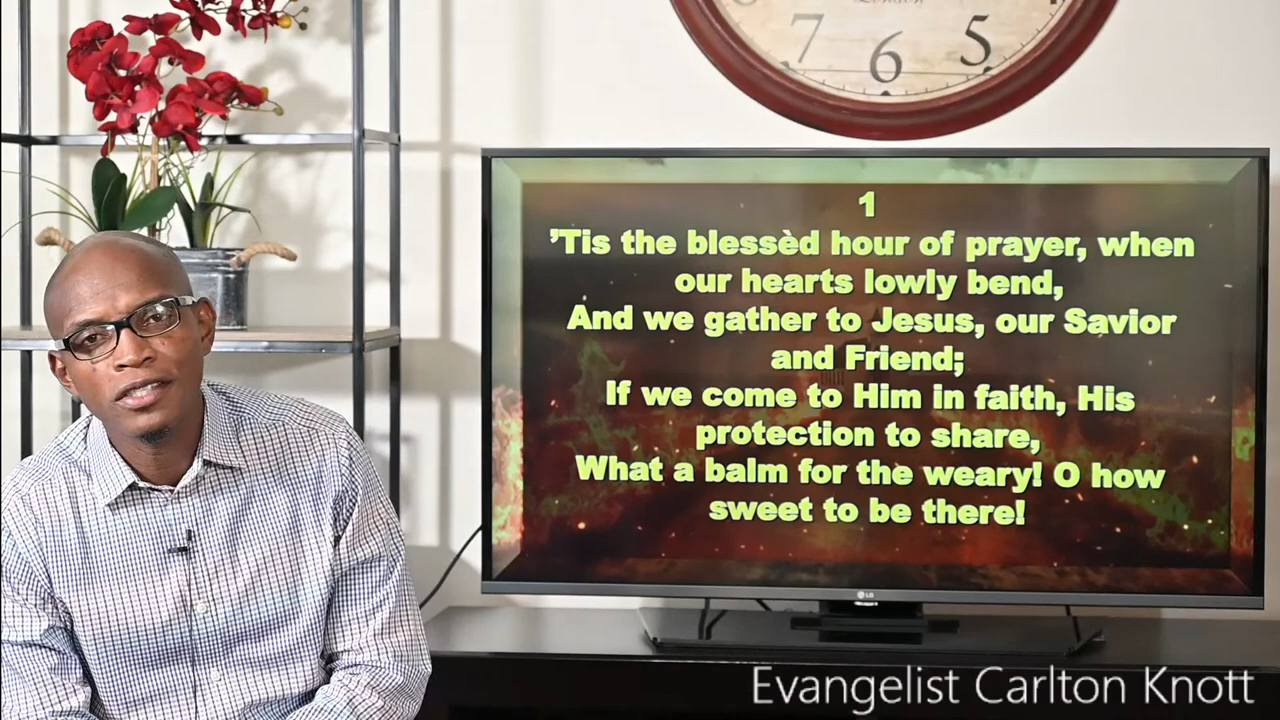 London
7
6
5
1
’Tis the blessèd hour of prayer, when
our hearts lowly bend,
And we gather to Jesus, our Savior
and Friend;
If we come to Him in faith, His
protection to share,
What a balm for the weary! O how
sweet to be there!
LG
Evangelist Carlton Knott